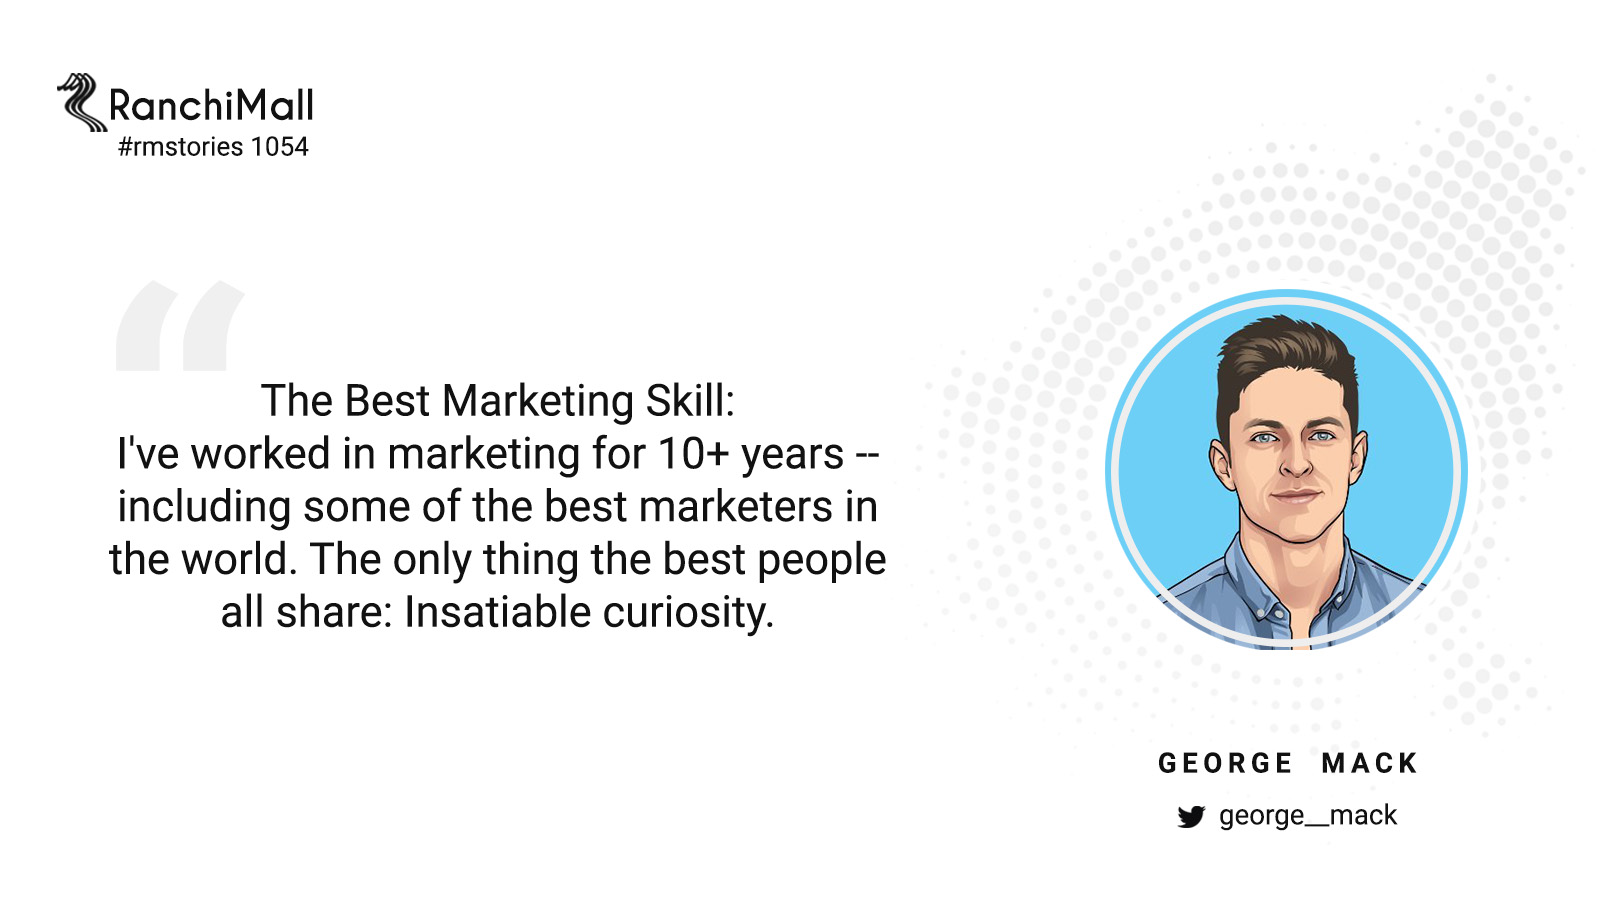 RanchiMall
#rmstories 1054
“
The Best Marketing Skill:
I've worked in marketing for 10+ years --
including some of the best marketers in
the world. The only thing the best people
all share: Insatiable curiosity.
GEORGE MACK
george__mack